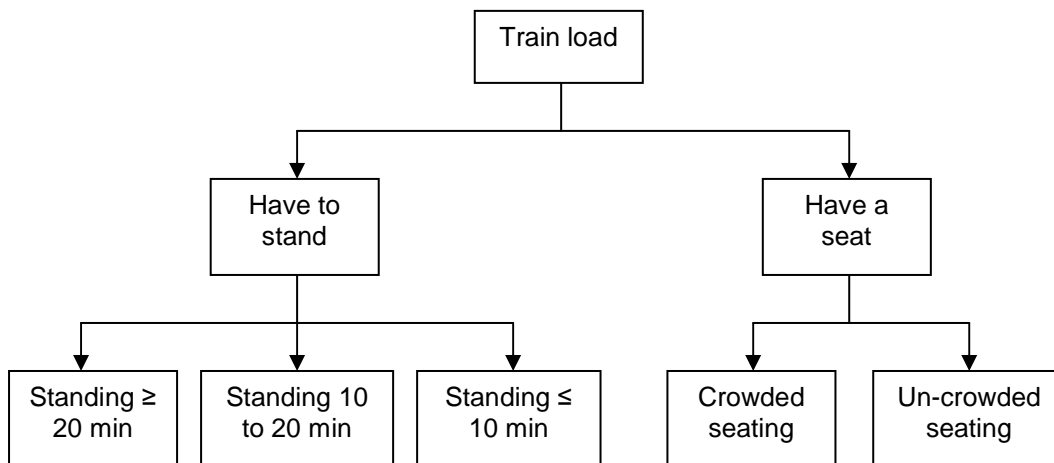 Train load
Have to
stand
Have a
seat
Standing ≥
20 min
Standing 10
to 20 min
Standing ≤
10 min
Crowded
seating
Un-crowded
seating